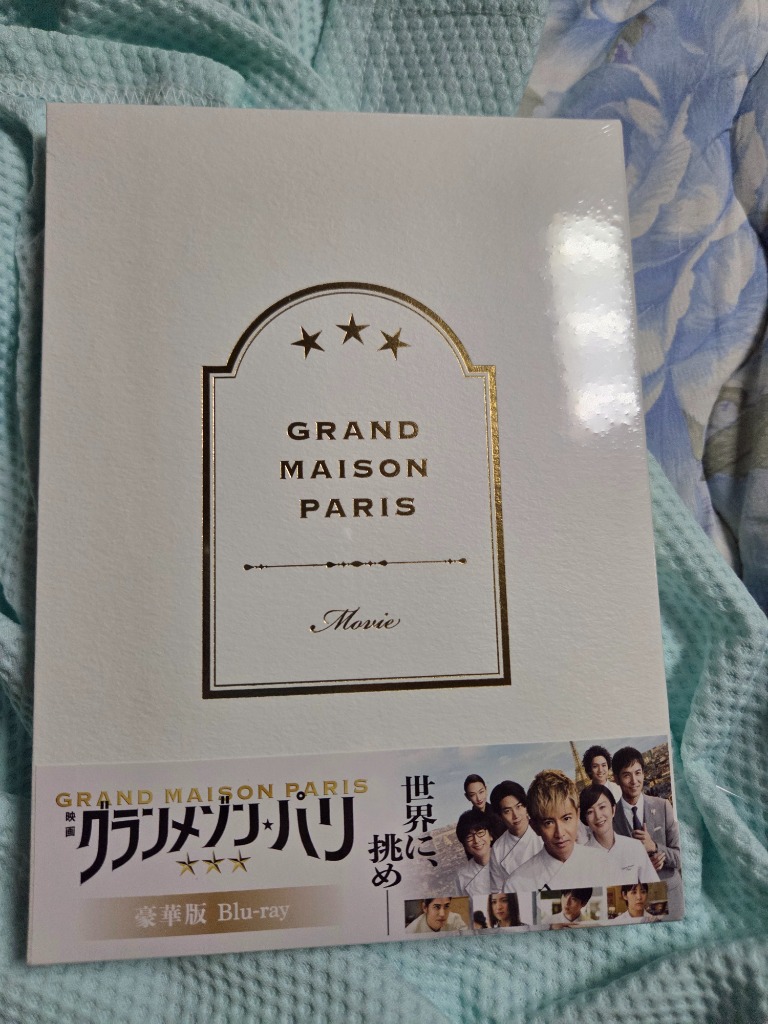 GRAND
MAISON
PARIS
Movie
GRAND MAISON PARIS
映画
グランメゾン★パリ
豪華版 Blu-ray
世界に、
挑め